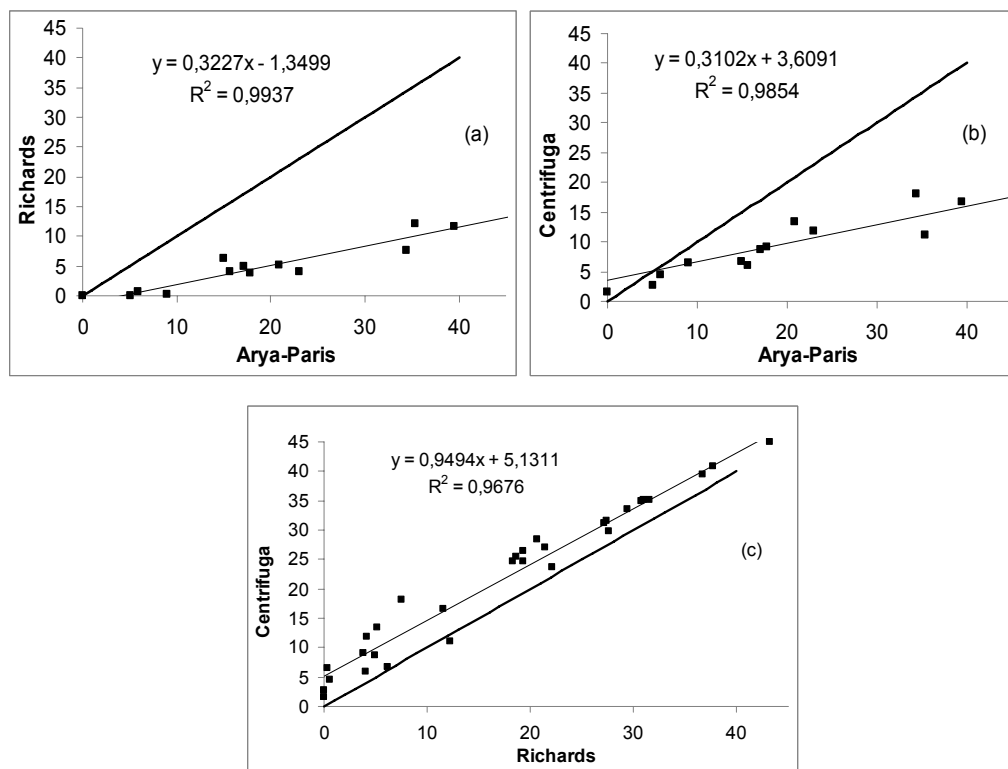 45
40
35
30
25
20
15
10
5
0
Richards
y = 0,3227x - 1,3499
R² = 0,9937
(a)
0 10 20 30 40
Arya-Paris
45
40
35
30
25
20
15
10
5
0
Centrifuga
y = 0,3102x + 3,6091
R² = 0,9854
(b)
0 10 20 30 40
Arya-Paris
45
40
35
30
25
20
15
10
5
0
Centrifuga
y = 0,9494x + 5,1311
R² = 0,9676
(c)
0 10 20 30 40
Richards